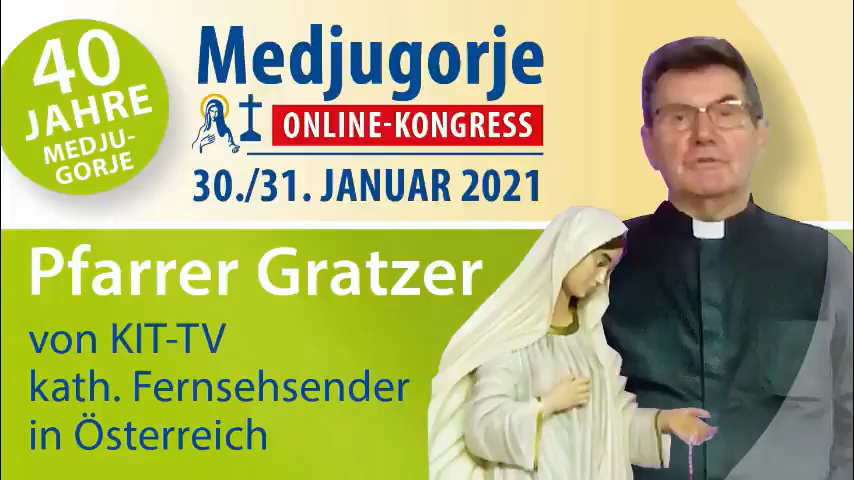 40
JAHRE
MEDJU-
GORJE
Medjugorje
ONLINE-KONGRESS
30./31. JANUAR 2021
Pfarrer Gratzer
von KIT-TV
kath. Fernsehsender
in Österreich